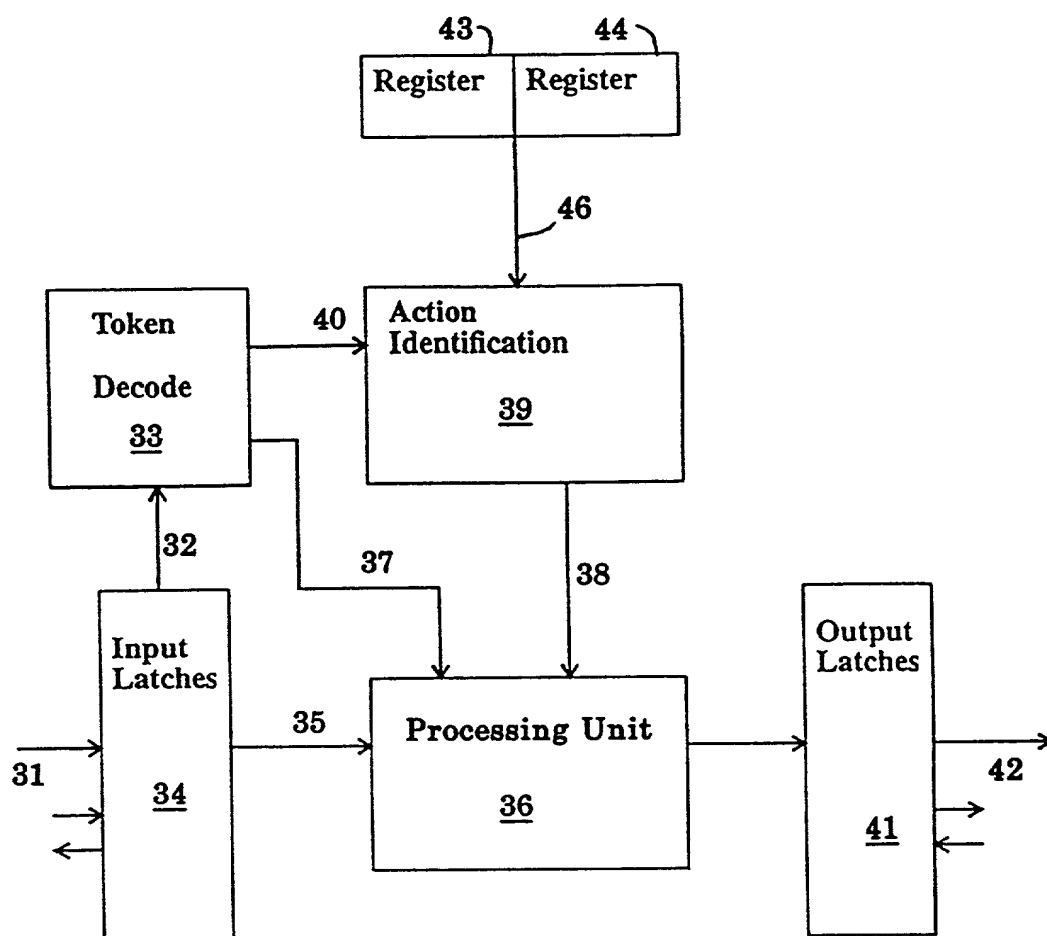 43
44
Register
Register
46
Token
Decode
33
40
Action
Identification
39
32
37
38
Input
Latches
34
31
35
Processing Unit
36
Output
Latches
41
42